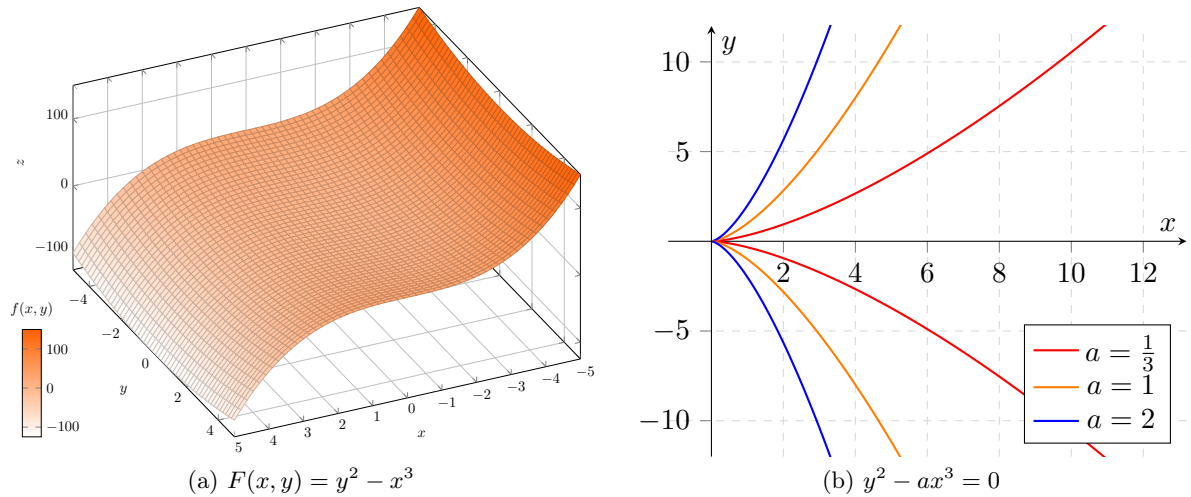 100
0
−100
z
−4
−2
0
2
4
y
5
4
3
2
1
0
−1
−2
−3
−4
−5
x
f(x, y)
100
0
−100
(a) F(x, y) = y² − x³
y
10
5
−5
−10
2
4
6
8
10
12
x
a = 1/3
a = 1
a = 2
(b) y² − ax³ = 0